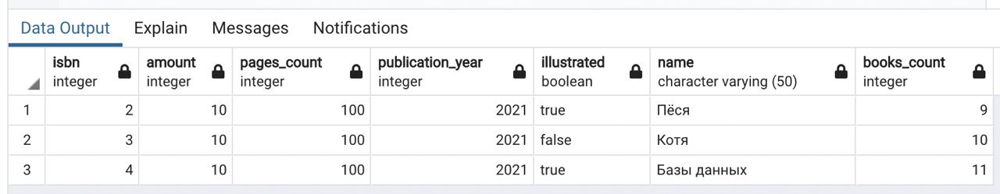 Data Output Explain Messages Notifications
isbn amount pages_count publication_year illustrated name books_count
integer integer integer integer boolean character varying (50) integer
1 2 10 100 2021 true Пёся 9
2 3 10 100 2021 false Котя 10
3 4 10 100 2021 true Базы данных 11